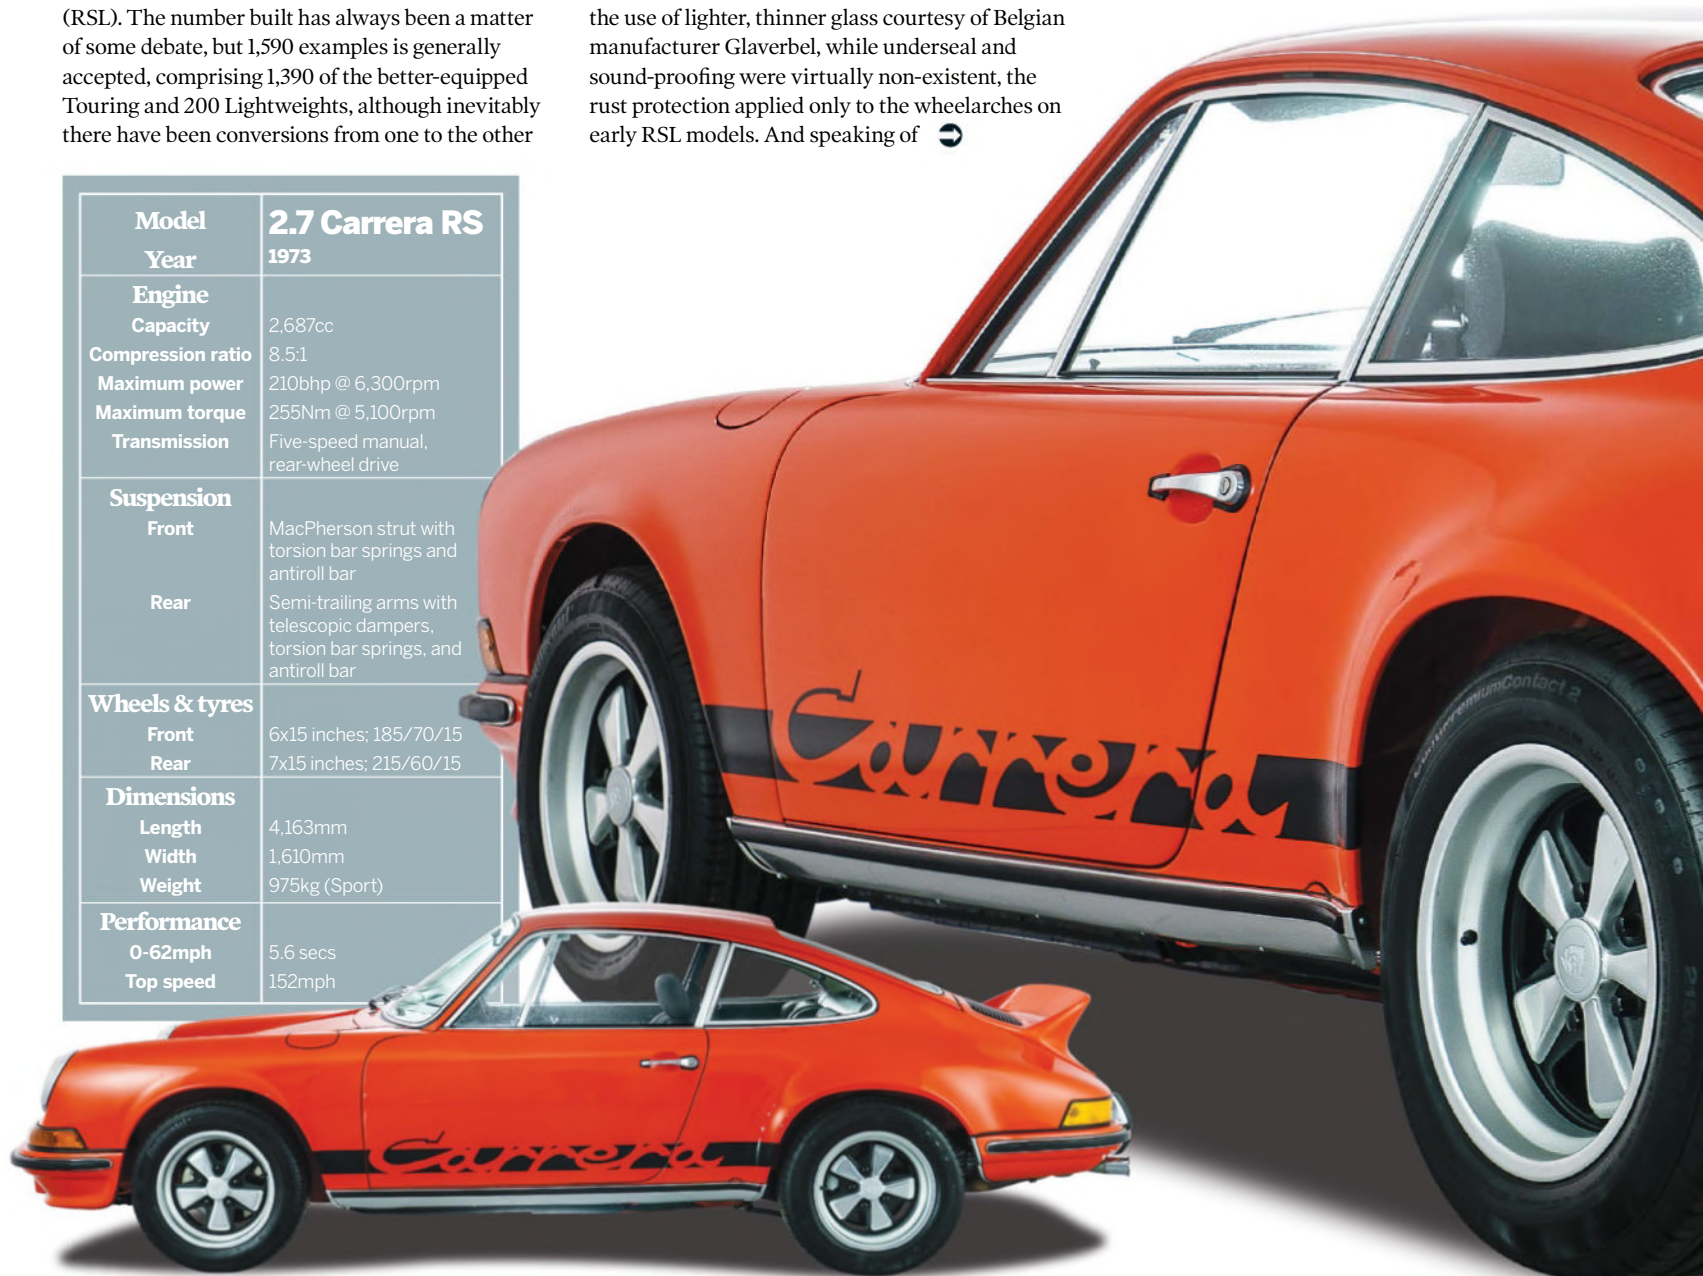 (RSL). The number built has always been a matter
of some debate, but 1,590 examples is generally
accepted, comprising 1,390 of the better-equipped
Touring and 200 Lightweights, although inevitably
there have been conversions from one to the other
the use of lighter, thinner glass courtesy of Belgian
manufacturer Glaverbel, while underseal and
sound-proofing were virtually non-existent, the
rust protection applied only to the wheelarches on
early RSL models. And speaking of
Model 2.7 Carrera RS
Year 1973
Engine
Capacity 2,687cc
Compression ratio 8.5:1
Maximum power 210bhp @ 6,300rpm
Maximum torque 255Nm @ 5,100rpm
Transmission Five-speed manual,
rear-wheel drive
Suspension
Front MacPherson strut with
torsion bar springs and
antiroll bar
Rear Semi-trailing arms with
telescopic dampers,
torsion bar springs, and
antiroll bar
Wheels & tyres
Front 6x15 inches; 185/70/15
Rear 7x15 inches; 215/60/15
Dimensions
Length 4,163mm
Width 1,610mm
Weight 975kg (Sport)
Performance
0-62mph 5.6 secs
Top speed 152mph
Carrera
PremiumContact 2
Carrera